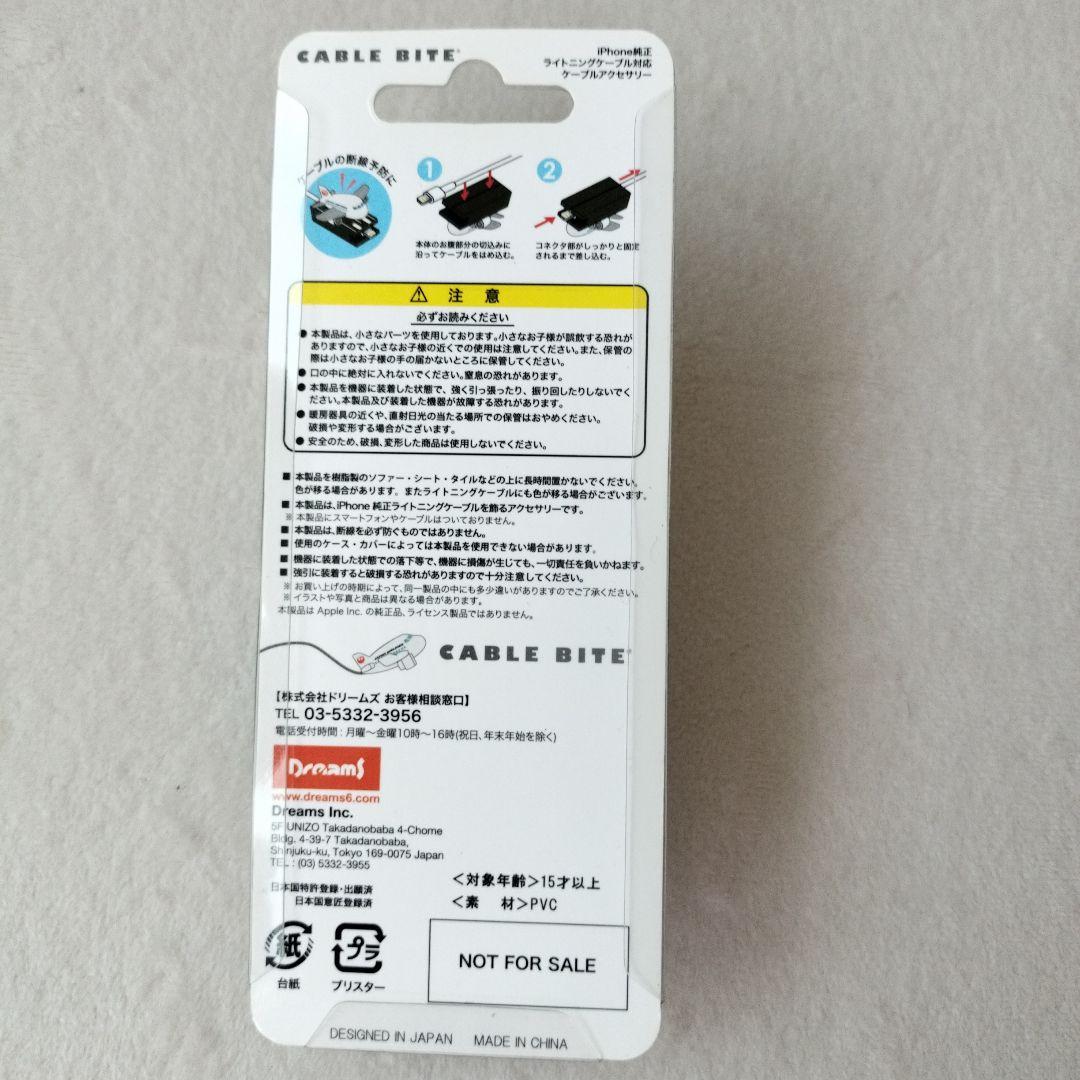 CABLE BITE®
iPhone純正
ライトニングケーブル対応
ケーブルアクセサリー
ケーブルの断線予防に
1
2
本体のお腹部分の切込みに
沿ってケーブルをはめ込む。
コネクタ部がしっかりと固定
されるまで差し込む。
⚠ 注 意
必ずお読みください
● 本製品は、小さなパーツを使用しております。小さなお子様が誤飲する恐れが
ありますので、小さなお子様の近くでの使用は注意してください。また、保管の
際は小さなお子様の手の届かないところに保管してください。
● 口の中に絶対に入れないでください。窒息の恐れがあります。
● 本製品を機器に装着した状態で、強く引っ張ったり、振り回したりしないでく
ださい。本製品及び装着した機器が故障する恐れがあります。
● 暖房器具の近くや、直射日光の当たる場所での保管はおやめください。
破損や変形する場合がございます。
● 安全のため、破損、変形した商品は使用しないでください。
■ 本製品を樹脂製のソファー・シート・タイルなどの上に長時間置かないでください。
色が移る場合があります。またライトニングケーブルにも色が移る場合がございます。
■ 本製品は、iPhone 純正ライトニングケーブルを飾るアクセサリーです。
※ 本製品にスマートフォンやケーブルはついておりません。
■ 本製品は、断線を必ず防ぐものではありません。
■ 使用のケース・カバーによっては本製品を使用できない場合があります。
■ 機器に装着した状態での落下等で、機器に損傷が生じても、一切責任を負いかねます。
■ 強引に装着すると破損する恐れがありますので十分注意してください。
※ お買い上げの時期によって、同一製品の中にも多少違いがありますのでご了承ください。
※ イラストや写真と商品は異なる場合があります。
本製品は Apple Inc. の純正品、ライセンス製品ではありません。
CABLE BITE®
【株式会社ドリームズ お客様相談窓口】
TEL 03-5332-3956
電話受付時間 : 月曜〜金曜10時〜16時(祝日、年末年始を除く)
Dreams
www.dreams6.com
Dreams Inc.
5F UNIZO Takadanobaba 4-Chome
Bldg. 4-39-7 Takadanobaba,
Shinjuku-ku, Tokyo 169-0075 Japan
TEL : (03) 5332-3955
日本国特許登録・出願済
日本国意匠登録済
＜対象年齢＞15才以上
＜素 材＞PVC
紙
台紙
プラ
ブリスター
NOT FOR SALE
DESIGNED IN JAPAN MADE IN CHINA